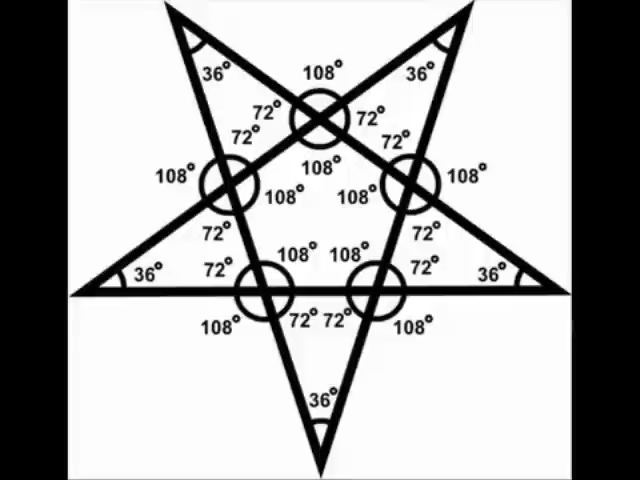 108°
36° 36°
72° 72°
72° 72°
108° 108° 108°
108° 108°
72° 72°
108° 108°
36° 72° 72° 36°
108° 72° 72° 108°
36°